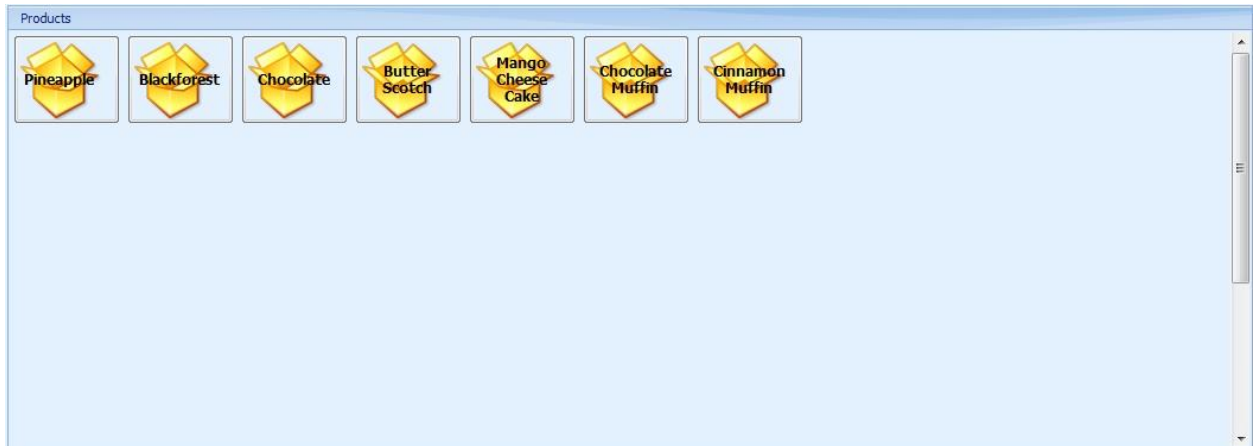 Products
Pineapple
Blackforest
Chocolate
Butter
Scotch
Mango
Cheese
Cake
Chocolate
Muffin
Cinnamon
Muffin